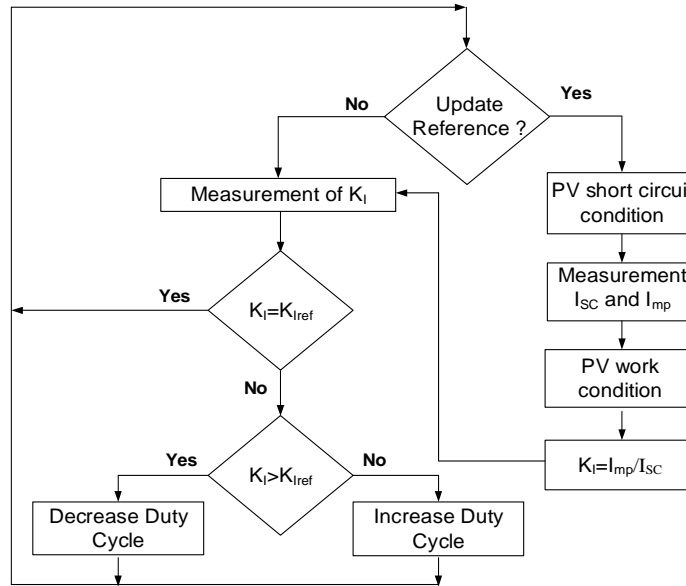 Update
Reference ?
No
Yes
Measurement of K_I
PV short circui
condition
Measurement
I_SC and I_mp
PV work
condition
K_I=I_mp/I_SC
K_I=K_Iref
Yes
No
K_I>K_Iref
Yes
No
Decrease Duty
Cycle
Increase Duty
Cycle